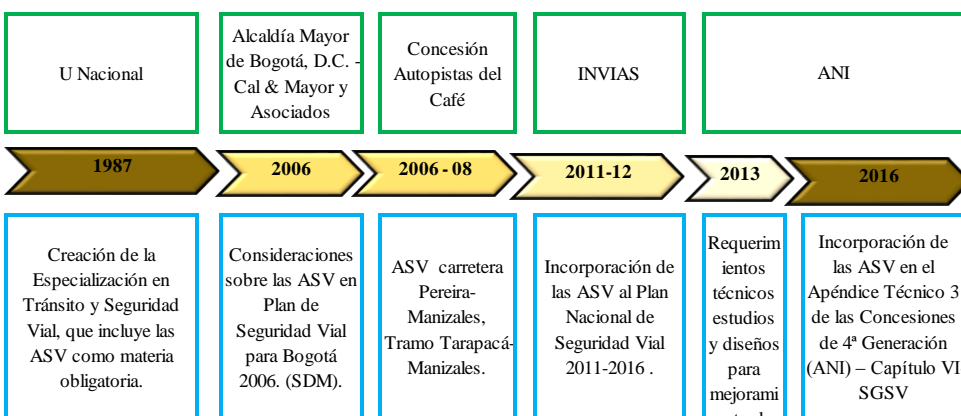 U Nacional
Alcaldía Mayor
de Bogotá, D.C. -
Cal & Mayor y
Asociados
Concesión
Autopistas del
Café
INVIAS
ANI
1987
2006
2006 - 08
2011-12
2013
2016
Creación de la
Especialización en
Tránsito y Seguridad
Vial, que incluye las
ASV como materia
obligatoria.
Consideraciones
sobre las ASV en
Plan de
Seguridad Vial
para Bogotá
2006. (SDM).
ASV carretera
Pereira-
Manizales,
Tramo Tarapacá-
Manizales.
Incorporación de
las ASV al Plan
Nacional de
Seguridad Vial
2011-2016 .
Requerim
ientos
técnicos
estudios
y diseños
para
mejorami
Incorporación de
las ASV en el
Apéndice Técnico 3
de las Concesiones
de 4ª Generación
(ANI) – Capítulo VI
SGSV